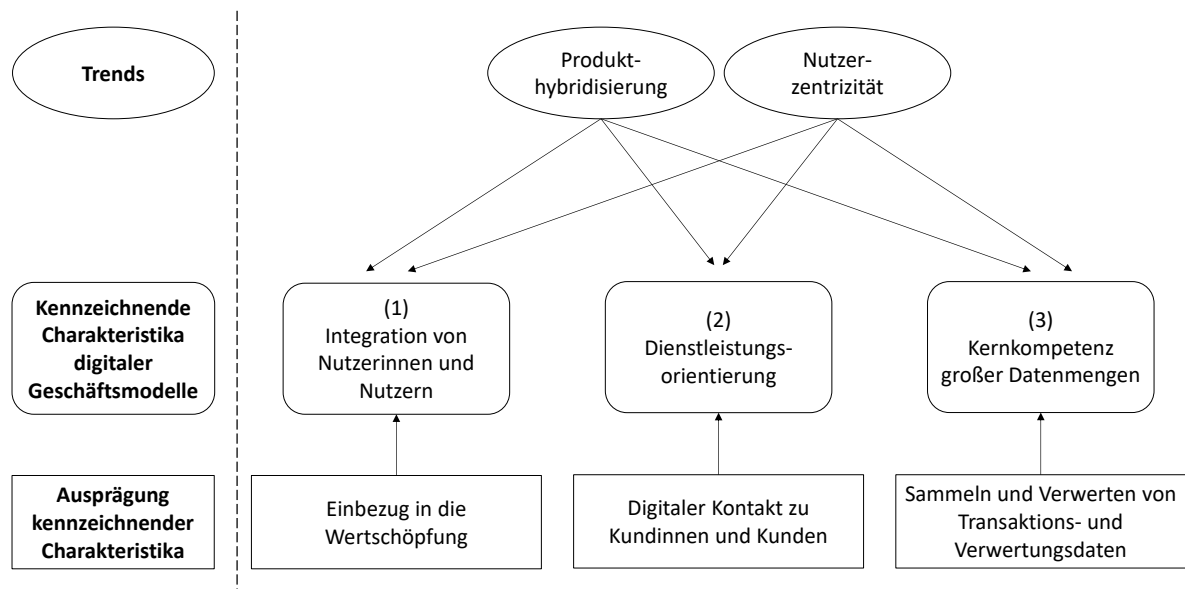 Trends
Produkt-
hybridisierung
Nutzer-
zentrizität
Kennzeichnende
Charakteristika
digitaler
Geschäftsmodelle
(1)
Integration von
Nutzerinnen und
Nutzern
(2)
Dienstleistungs-
orientierung
(3)
Kernkompetenz
großer Datenmengen
Ausprägung
kennzeichnender
Charakteristika
Einbezug in die
Wertschöpfung
Digitaler Kontakt zu
Kundinnen und Kunden
Sammeln und Verwerten von
Transaktions- und
Verwertungsdaten